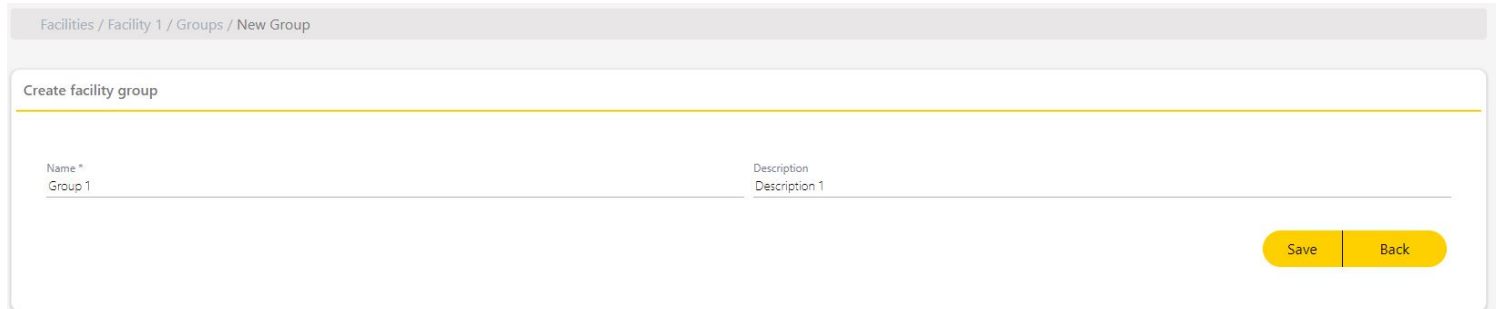 Facilities / Facility 1 / Groups / New Group
Create facility group
Name * Description
Group 1 Description 1
Save Back